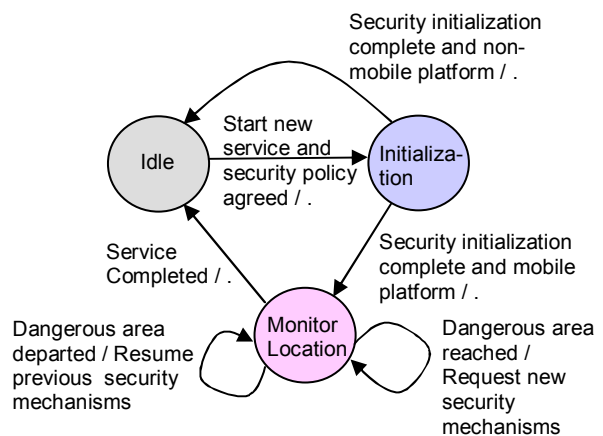 Security initialization
complete and non-
mobile platform / .
Start new
service and
security policy
agreed / .
Idle
Initializa-
tion
Security initialization
complete and mobile
platform / .
Service
Completed / .
Monitor
Location
Dangerous area
departed / Resume
previous security
mechanisms
Dangerous area
reached /
Request new
security
mechanisms